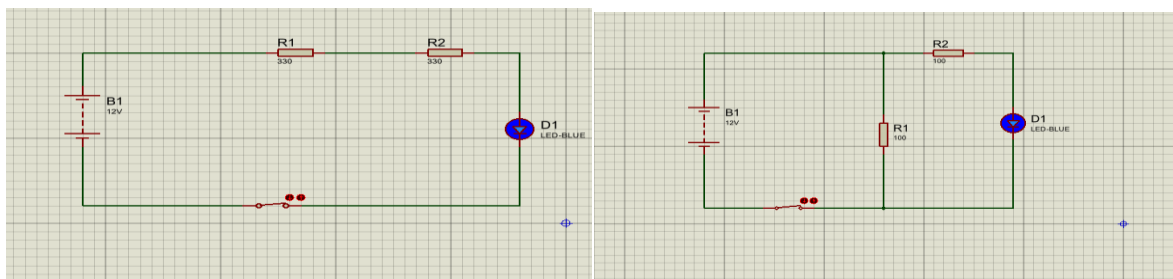 R1
330
R2
330
B1
12V
D1
LED-BLUE
R2
100
B1
12V
R1
100
D1
LED-BLUE